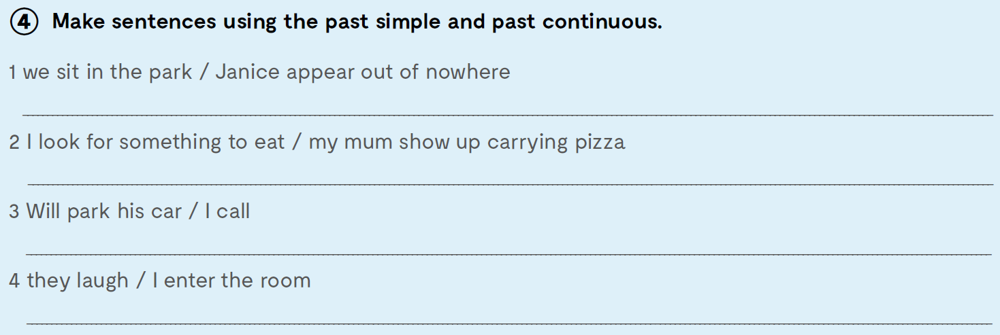 4 Make sentences using the past simple and past continuous.
1 we sit in the park / Janice appear out of nowhere
2 I look for something to eat / my mum show up carrying pizza
3 Will park his car / I call
4 they laugh / I enter the room